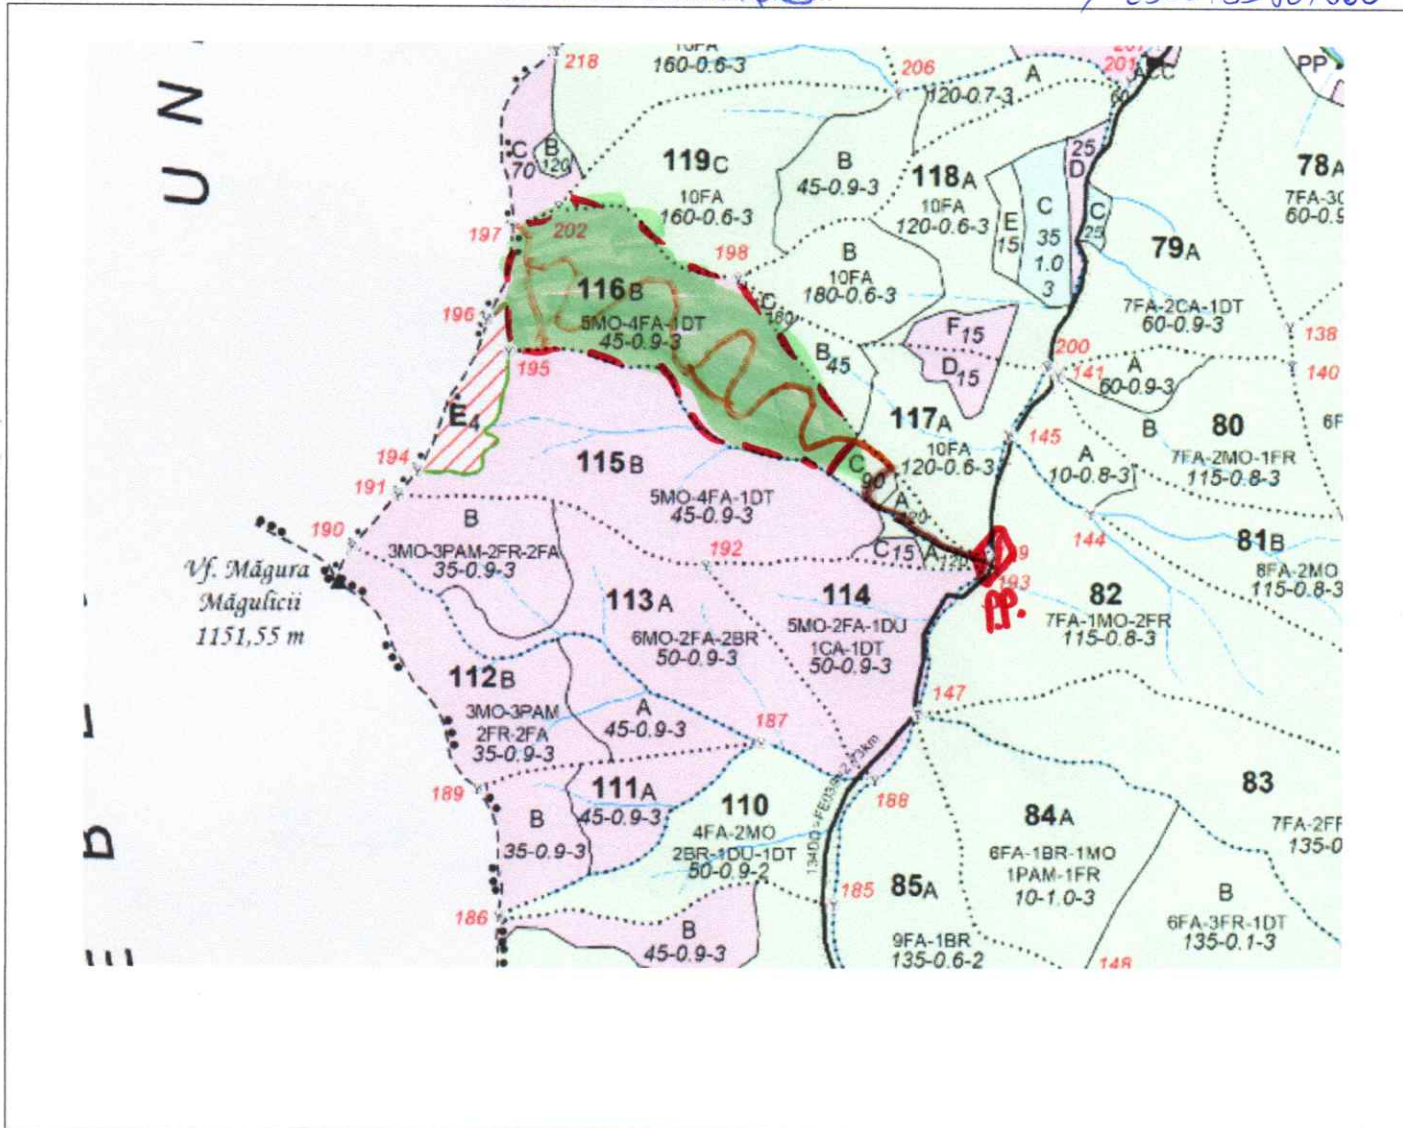 U N
218
10FA
160-0.6-3
206
A
120-0.7-3
201
ACC
60
PP
C
70
B
120
119C
10FA
160-0.6-3
B
45-0.9-3
118A
10FA
120-0.6-3
25
D
E
15
C
35
1.0
3
C
25
78A
60-0.9
79A
7FA-2CA-1DT
60-0.9-3
197
202
198
B
10FA
180-0.6-3
C
180
196
116B
5MO-4FA-1DT
45-0.9-3
195
B45
F15
D15
200
141
138
140
A
60-0.9-3
E4
117A
10FA
120-0.6-3
145
B
80
7FA-2MO-1FR
115-0.8-3
A
10-0.8-3
194
191
115B
5MO-4FA-1DT
45-0.9-3
C
90
A
190
B
3MO-3PAM-2FR-2FA
35-0.9-3
192
C15
A
120
193
P.P.
144
81B
8FA-2MO
115-0.8-3
Vf. Măgura
Măgulicii
1151,55 m
113A
6MO-2FA-2BR
50-0.9-3
114
5MO-2FA-1DU
1CA-1DT
50-0.9-3
82
7FA-1MO-2FR
115-0.8-3
112B
3MO-3PAM
2FR-2FA
35-0.9-3
A
45-0.9-3
187
147
189
111A
45-0.9-3
B
35-0.9-3
188
110
4FA-2MO
2BR-1DU-1DT
50-0.9-2
84A
6FA-1BR-1MO
1PAM-1FR
10-1.0-3
83
185
85A
9FA-1BR
135-0.6-2
B
6FA-3FR-1DT
135-0.1-3
186
B
45-0.9-3
148